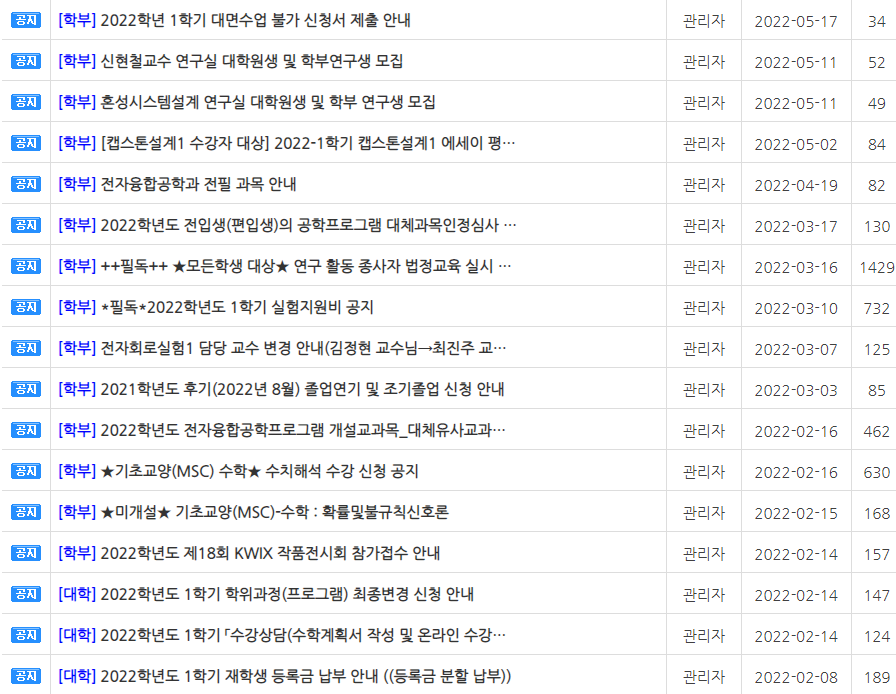 공지 [학부] 2022학년 1학기 대면수업 불가 신청서 제출 안내 관리자 2022-05-17 34
공지 [학부] 신현철교수 연구실 대학원생 및 학부연구생 모집 관리자 2022-05-11 52
공지 [학부] 혼성시스템설계 연구실 대학원생 및 학부 연구생 모집 관리자 2022-05-11 49
공지 [학부] [캡스톤설계1 수강자 대상] 2022-1학기 캡스톤설계1 에세이 평… 관리자 2022-05-02 84
공지 [학부] 전자융합공학과 전필 과목 안내 관리자 2022-04-19 82
공지 [학부] 2022학년도 전입생(편입생)의 공학프로그램 대체과목인정심사 … 관리자 2022-03-17 130
공지 [학부] ++필독++ ★모든학생 대상★ 연구 활동 종사자 법정교육 실시 … 관리자 2022-03-16 1429
공지 [학부] *필독*2022학년도 1학기 실험지원비 공지 관리자 2022-03-10 732
공지 [학부] 전자회로실험1 담당 교수 변경 안내(김정현 교수님→최진주 교… 관리자 2022-03-07 125
공지 [학부] 2021학년도 후기(2022년 8월) 졸업연기 및 조기졸업 신청 안내 관리자 2022-03-03 85
공지 [학부] 2022학년도 전자융합공학프로그램 개설교과목_대체유사교과… 관리자 2022-02-16 462
공지 [학부] ★기초교양(MSC) 수학★ 수치해석 수강 신청 공지 관리자 2022-02-16 630
공지 [학부] ★미개설★ 기초교양(MSC)-수학 : 확률및불규칙신호론 관리자 2022-02-15 168
공지 [학부] 2022학년도 제18회 KWIX 작품전시회 참가접수 안내 관리자 2022-02-14 157
공지 [대학] 2022학년도 1학기 학위과정(프로그램) 최종변경 신청 안내 관리자 2022-02-14 147
공지 [대학] 2022학년도 1학기 ｢수강상담(수학계획서 작성 및 온라인 수강… 관리자 2022-02-14 124
공지 [대학] 2022학년도 1학기 재학생 등록금 납부 안내 ((등록금 분할 납부)) 관리자 2022-02-08 189